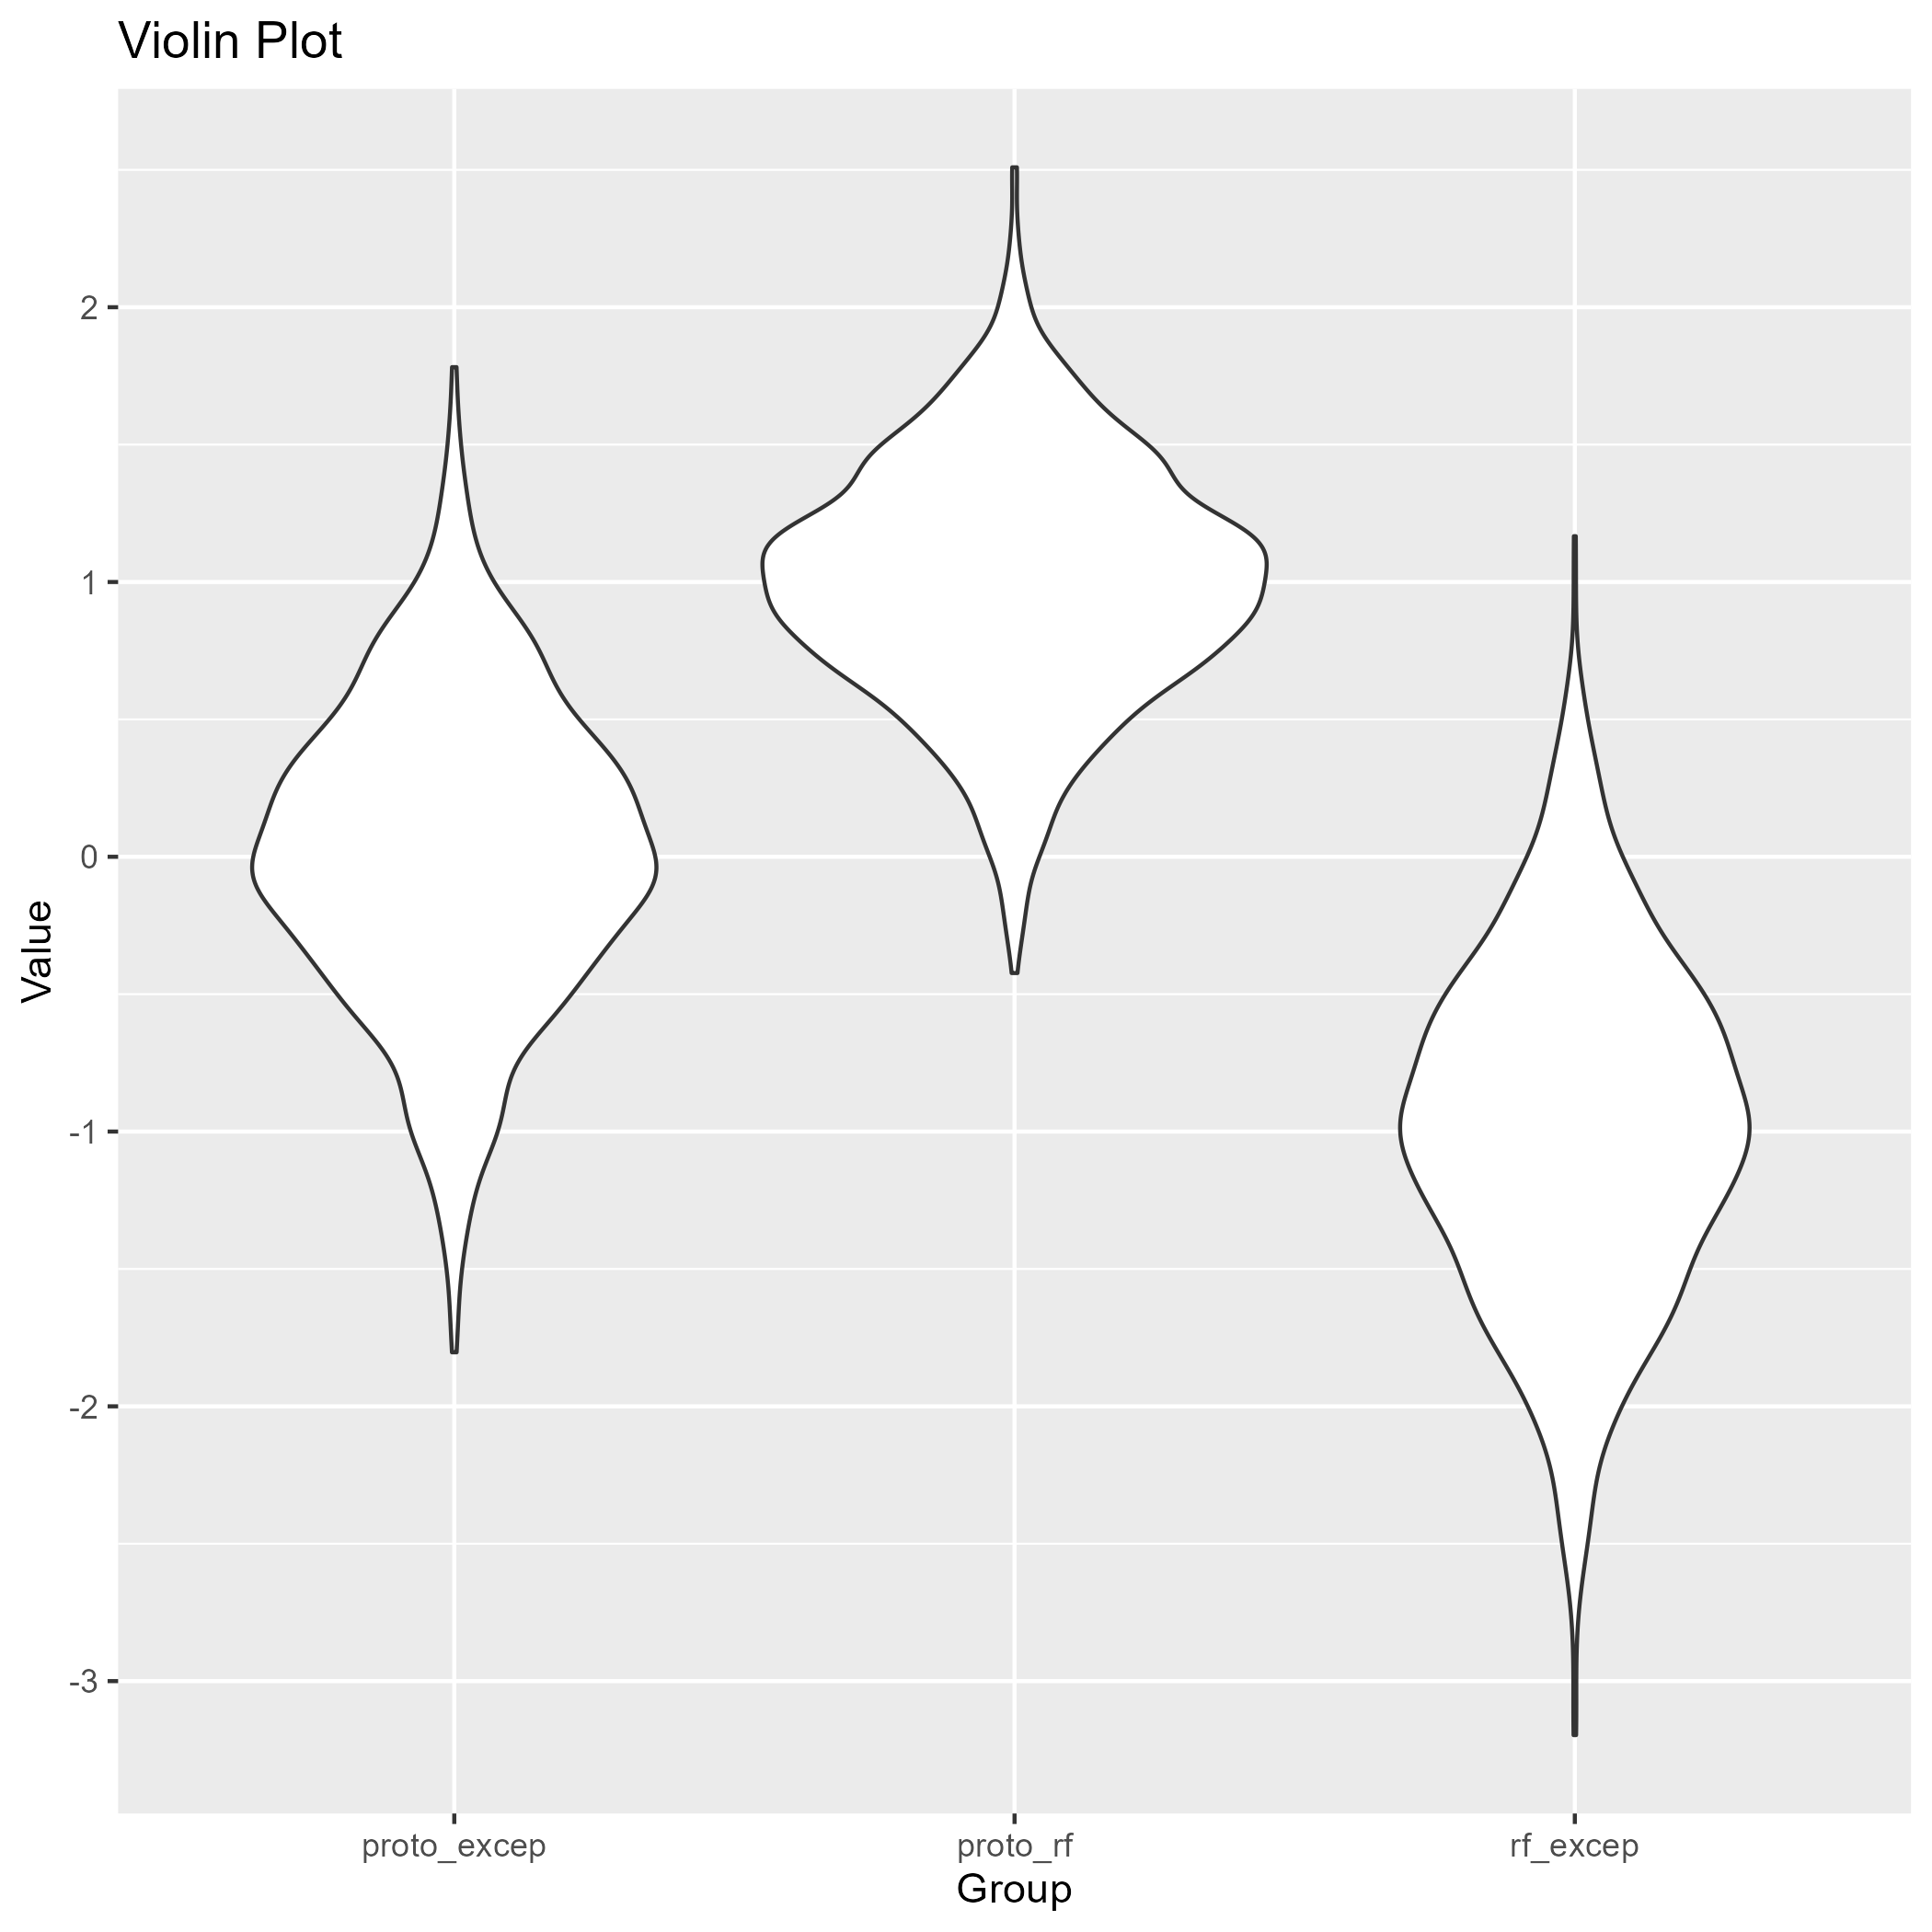 Violin Plot
2
1
0
-1
-2
-3
Value
proto_excep
proto_rf
rf_excep
Group